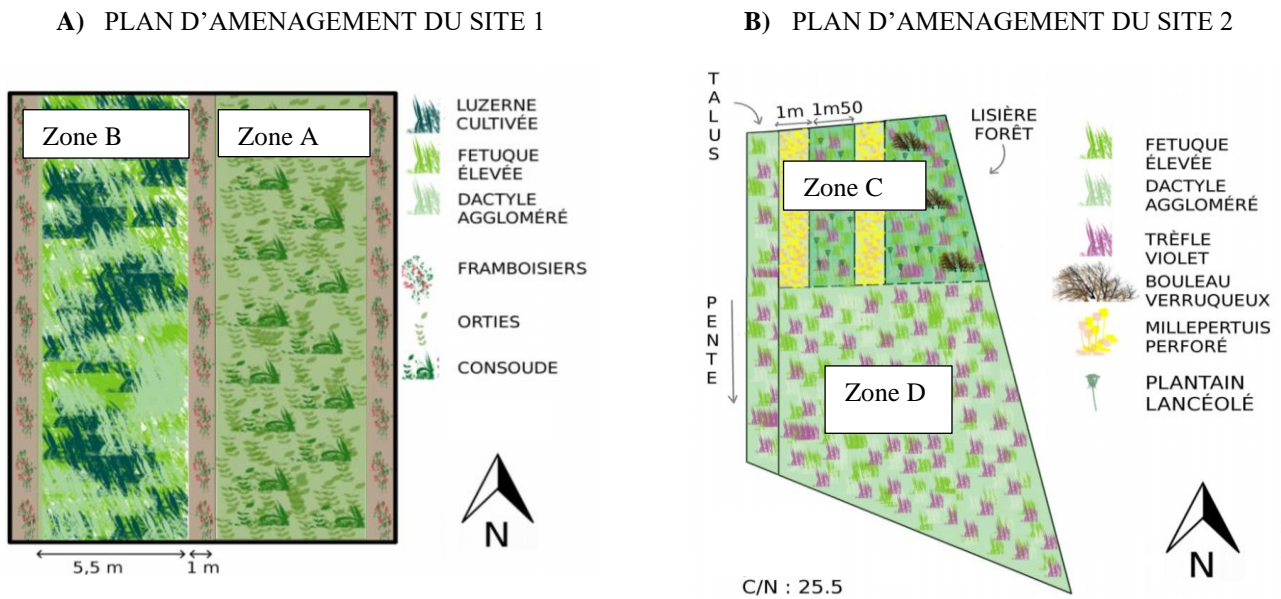 A) PLAN D'AMENAGEMENT DU SITE 1
Zone B
Zone A
LUZERNE
CULTIVÉE
FETUQUE
ÉLEVÉE
DACTYLE
AGGLOMÉRÉ
FRAMBOISIERS
ORTIES
CONSOUDE
N
5,5 m
1 m
B) PLAN D'AMENAGEMENT DU SITE 2
TALUS
1m
1m50
LISIÈRE
FORÊT
Zone C
PENTE
Zone D
FETUQUE
ÉLEVÉE
DACTYLE
AGGLOMÉRÉ
TRÈFLE
VIOLET
BOULEAU
VERRUQUEUX
MILLEPERTUIS
PERFORÉ
PLANTAIN
LANCÉOLÉ
N
C/N : 25.5